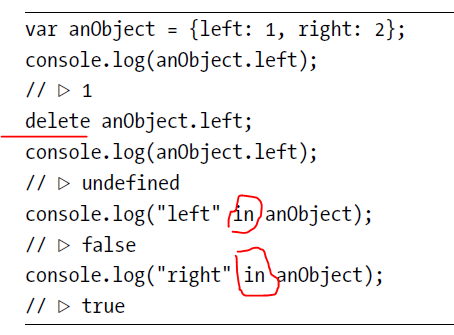 var anObject = {left: 1, right: 2};
console.log(anObject.left);
// ▷ 1
delete anObject.left;
console.log(anObject.left);
// ▷ undefined
console.log("left" in anObject);
// ▷ false
console.log("right" in anObject);
// ▷ true